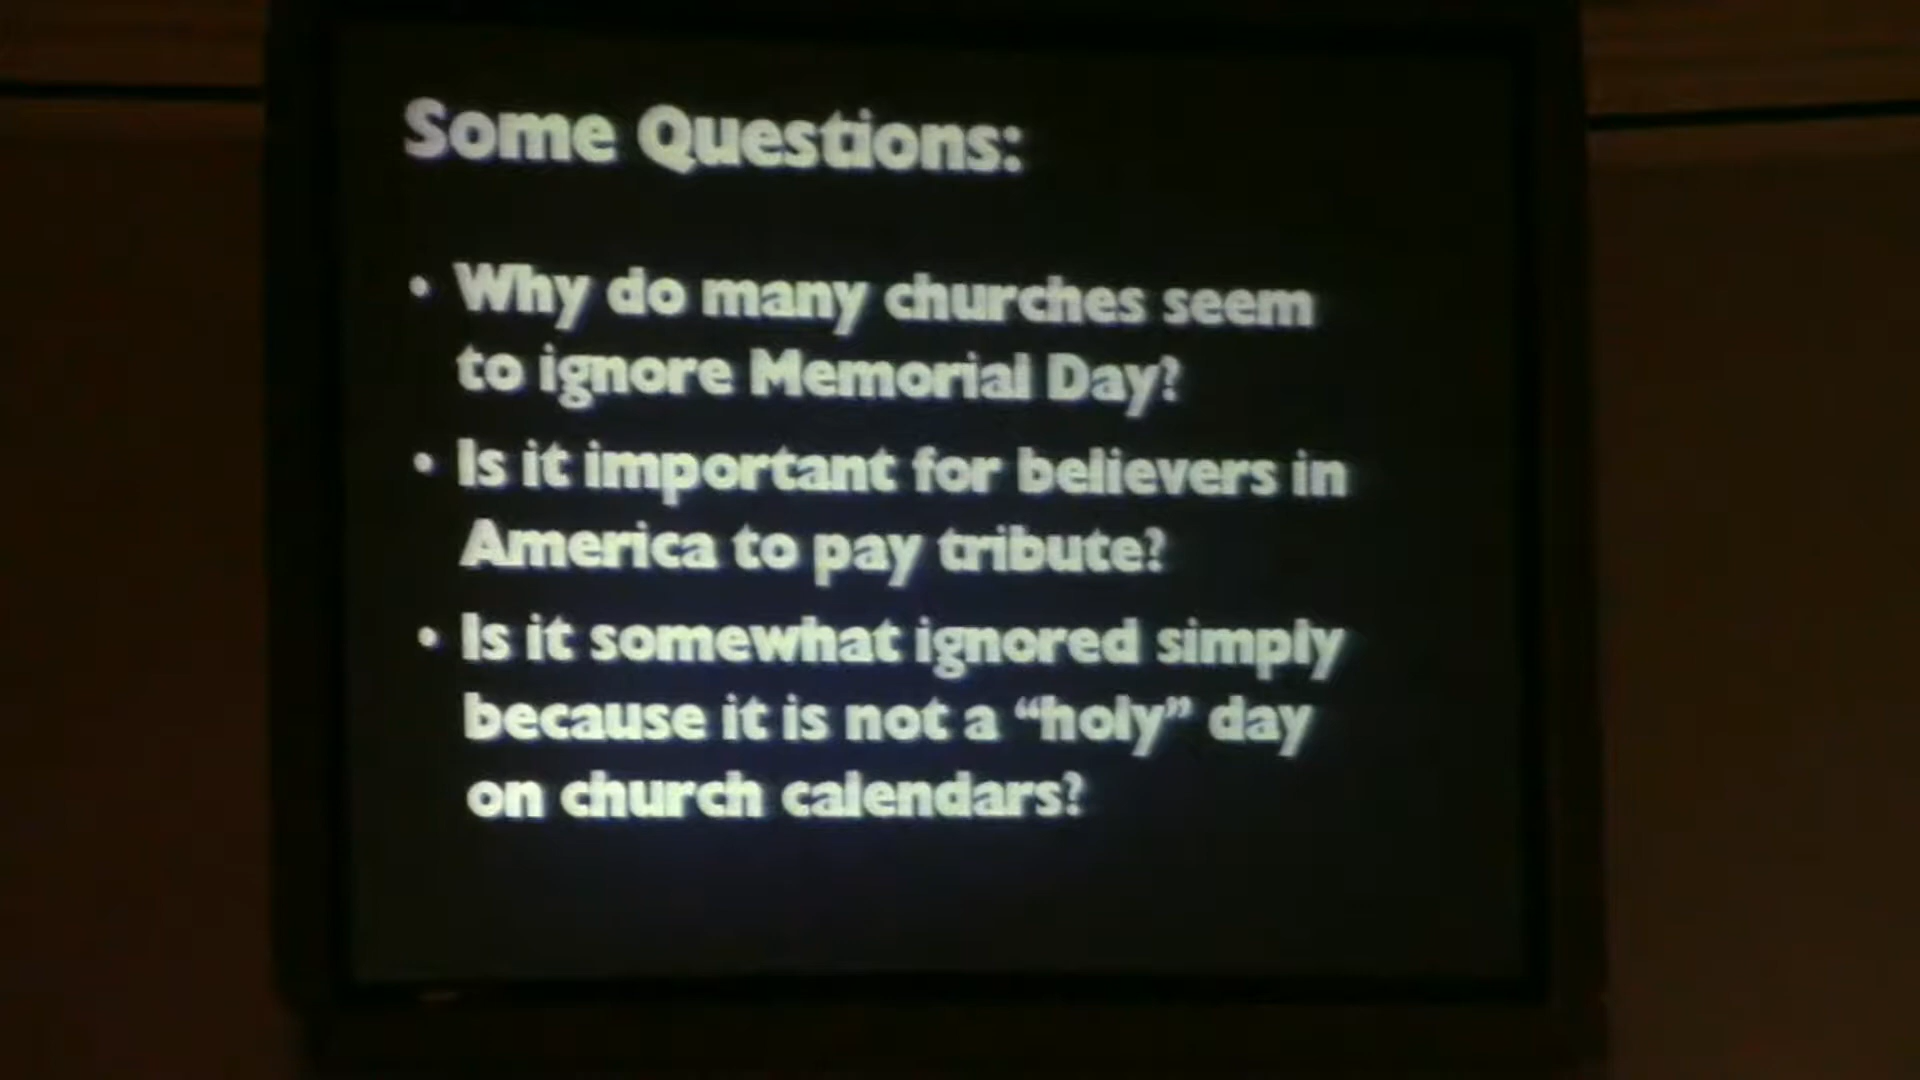 Some Questions:
• Why do many churches seem
to ignore Memorial Day?
• Is it important for believers in
America to pay tribute?
• Is it somewhat ignored simply
because it is not a “holy” day
on church calendars?